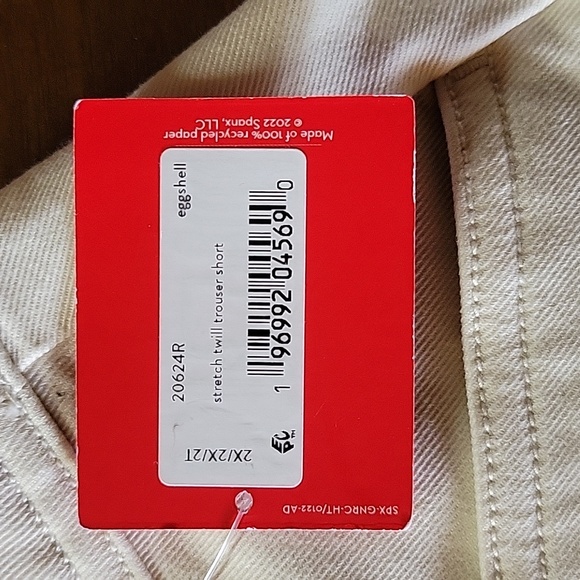 Made of 100% recycled paper
© 2022 Spanx, LLC
eggshell
20624R
stretch twill trouser short
1 96992 04569 0
2X/2X/2T
SPX-GNRC-HT/0122-AD